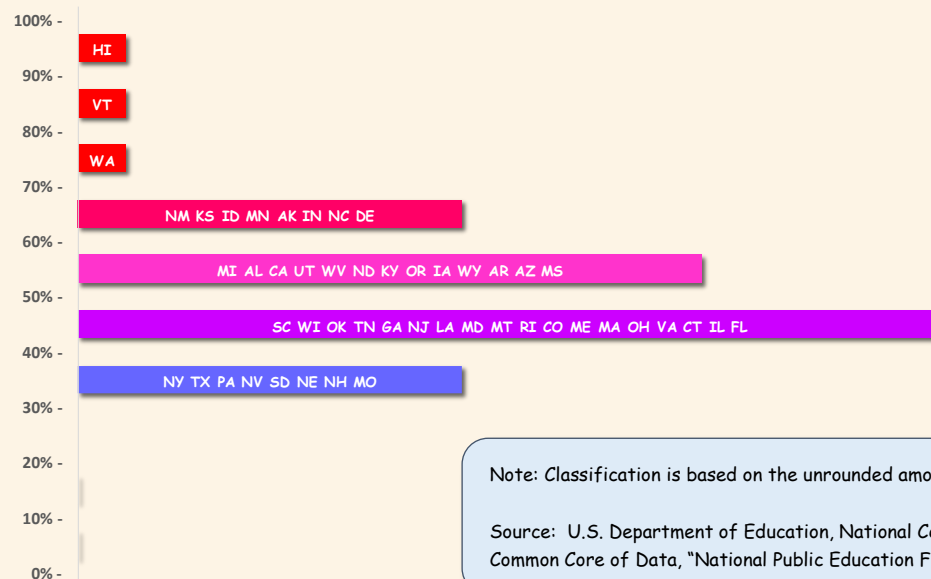 100% -
HI
90% -
VT
80% -
WA
70% -
NM KS ID MN AK IN NC DE
60% -
MI AL CA UT WV ND KY OR IA WY AR AZ MS
50% -
SC WI OK TN GA NJ LA MD MT RI CO ME MA OH VA CT IL FL
40% -
NY TX PA NV SD NE NH MO
30% -
20% -
Note: Classification is based on the unrounded amo
10% -
Source: U.S. Department of Education, National C
Common Core of Data, “National Public Education F
0% -